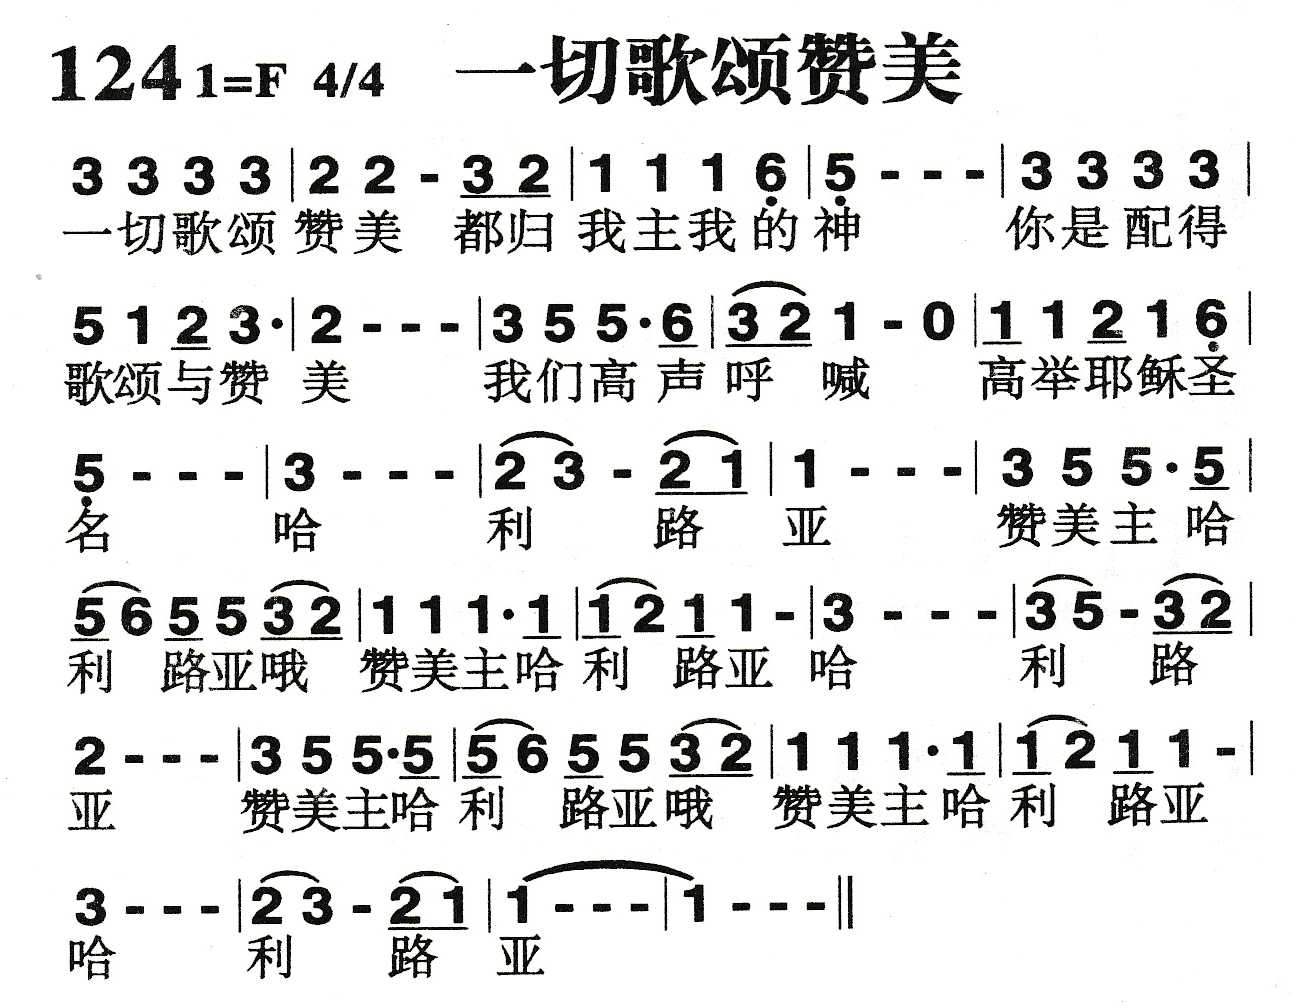 124 1=F 4/4 一切歌颂赞美
3 3 3 3 | 2 2 - 3 2 | 1 1 1 6 | 5 - - - | 3 3 3 3 |
一切歌颂 赞美 都归 我主我的神 你是配得
5 1 2 3· | 2 - - - | 3 5 5· 6 | 3 2 1 - 0 | 1 1 2 1 6 |
歌颂与赞 美 我们高声 呼 喊 高举耶稣圣
5 - - - | 3 - - - | 2 3 - 2 1 | 1 - - - | 3 5 5· 5 |
名 哈 利 路 亚 赞美主哈
5 6 5 5 3 2 | 1 1 1· 1 | 1 2 1 1 - | 3 - - - | 3 5 - 3 2 |
利 路亚哦 赞美主哈 利 路亚 哈 利 路
2 - - - | 3 5 5· 5 | 5 6 5 5 3 2 | 1 1 1· 1 | 1 2 1 1 - |
亚 赞美主哈 利 路亚哦 赞美主哈 利 路亚
3 - - - | 2 3 - 2 1 | 1 - - - | 1 - - - ||
哈 利 路 亚